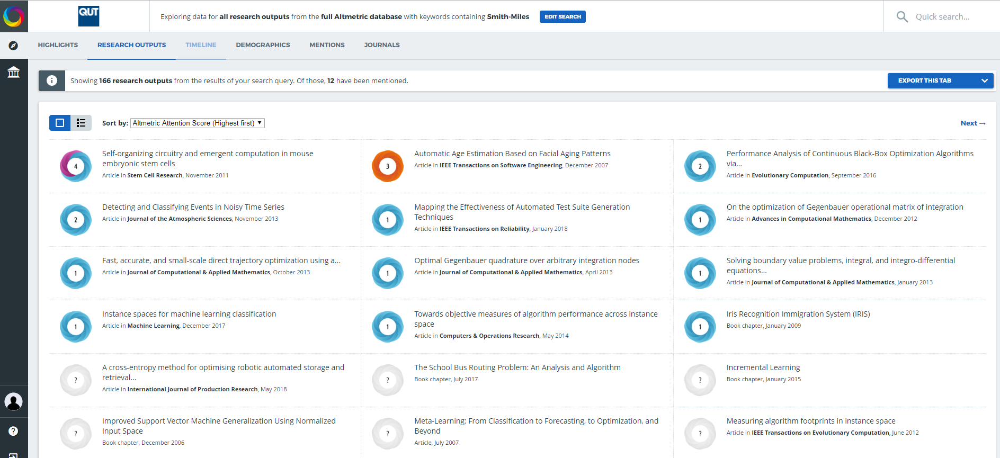 QUT
Exploring data for all research outputs from the full Altmetric database with keywords containing Smith-Miles
EDIT SEARCH
Quick search...
HIGHLIGHTS
RESEARCH OUTPUTS
TIMELINE
DEMOGRAPHICS
MENTIONS
JOURNALS
Showing 166 research outputs from the results of your search query. Of those, 12 have been mentioned.
EXPORT THIS TAB
Sort by: Altmetric Attention Score (Highest first)
Next →
4
Self-organizing circuitry and emergent computation in mouse
embryonic stem cells
Article in Stem Cell Research, November 2011
3
Automatic Age Estimation Based on Facial Aging Patterns
Article in IEEE Transactions on Software Engineering, December 2007
2
Performance Analysis of Continuous Black-Box Optimization Algorithms
via...
Article in Evolutionary Computation, September 2016
2
Detecting and Classifying Events in Noisy Time Series
Article in Journal of the Atmospheric Sciences, November 2013
1
Mapping the Effectiveness of Automated Test Suite Generation
Techniques
Article in IEEE Transactions on Reliability, January 2018
1
On the optimization of Gegenbauer operational matrix of integration
Article in Advances in Computational Mathematics, December 2012
1
Fast, accurate, and small-scale direct trajectory optimization using a...
Article in Journal of Computational & Applied Mathematics, October 2013
1
Optimal Gegenbauer quadrature over arbitrary integration nodes
Article in Journal of Computational & Applied Mathematics, April 2013
1
Solving boundary value problems, integral, and integro-differential
equations...
Article in Journal of Computational & Applied Mathematics, January 2013
1
Instance spaces for machine learning classification
Article in Machine Learning, December 2017
1
Towards objective measures of algorithm performance across instance
space
Article in Computers & Operations Research, May 2014
1
Iris Recognition Immigration System (IRIS)
Book chapter, January 2009
?
A cross-entropy method for optimising robotic automated storage and
retrieval...
Article in International Journal of Production Research, May 2018
?
The School Bus Routing Problem: An Analysis and Algorithm
Book chapter, July 2017
?
Incremental Learning
Book chapter, January 2015
?
Improved Support Vector Machine Generalization Using Normalized
Input Space
Book chapter, December 2006
?
Meta-Learning: From Classification to Forecasting, to Optimization, and
Beyond
Article, July 2007
?
Measuring algorithm footprints in instance space
Article in IEEE Transactions on Evolutionary Computation, June 2012